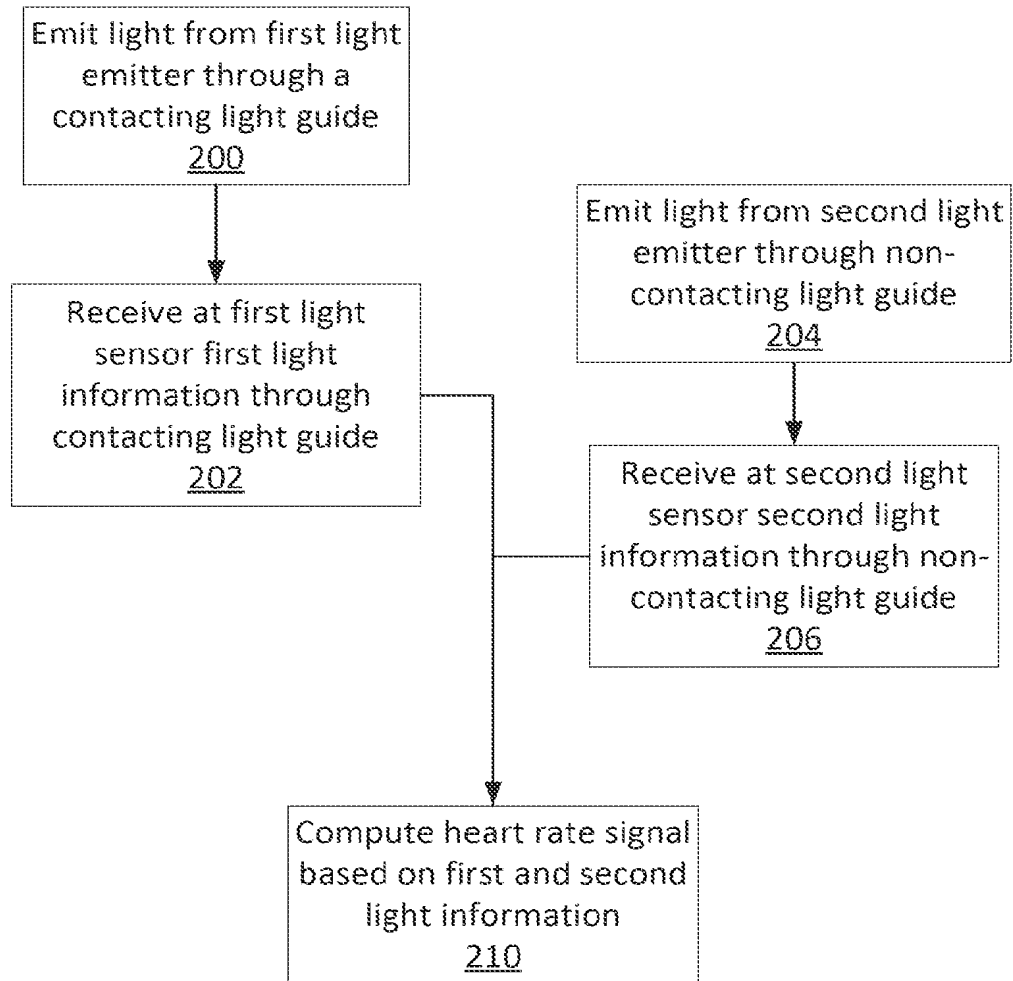 Emit light from first light
emitter through a
contacting light guide
200
Receive at first light
sensor first light
information through
contacting light guide
202
Emit light from second light
emitter through non-
contacting light guide
204
Receive at second light
sensor second light
information through non-
contacting light guide
206
Compute heart rate signal
based on first and second
light information
210